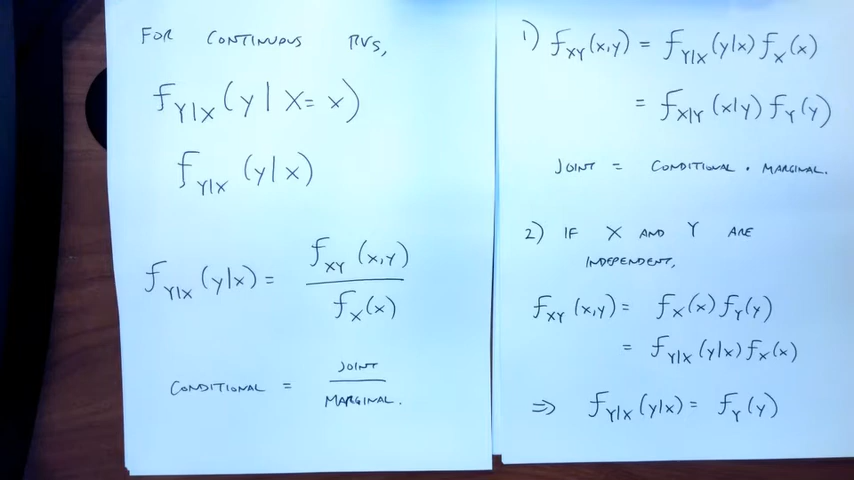 FOR CONTINUOUS RVS,
f_{Y|X}(y|X=x)
f_{Y|X}(y|x)
f_{Y|X}(y|x) = f_{XY}(x,y) / f_X(x)
CONDITIONAL = JOINT / MARGINAL.
1) f_{XY}(x,y) = f_{Y|X}(y|x) f_X(x)
= f_{X|Y}(x|y) f_Y(y)
JOINT = CONDITIONAL . MARGINAL.
2) IF X AND Y ARE
INDEPENDENT,
f_{XY}(x,y) = f_X(x) f_Y(y)
= f_{Y|X}(y|x) f_X(x)
⇒ f_{Y|X}(y|x) = f_Y(y)